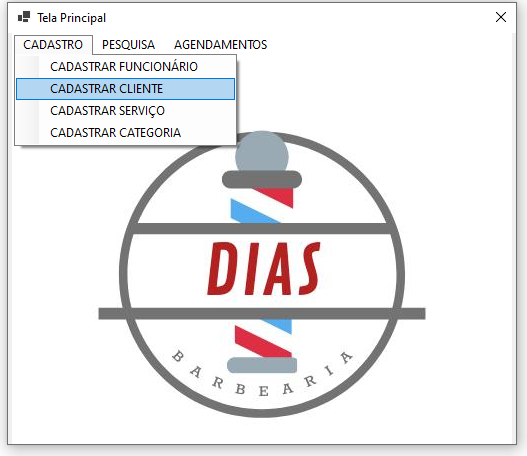 Tela Principal
CADASTRO PESQUISA AGENDAMENTOS
CADASTRAR FUNCIONÁRIO
CADASTRAR CLIENTE
CADASTRAR SERVIÇO
CADASTRAR CATEGORIA
DIAS
BARBEARIA